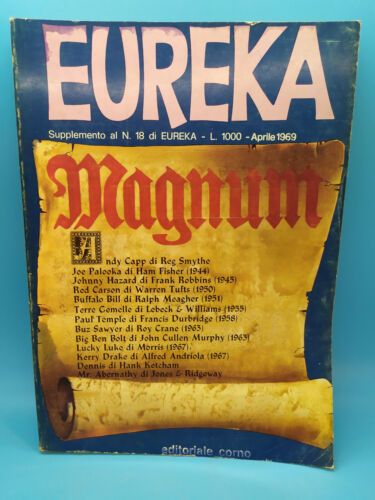 EUREKA
Supplemento al N. 18 di EUREKA - L. 1000 - Aprile 1969
Magnum
Andy Capp di Reg Smythe
Joe Palooka di Ham Fisher (1944)
Johnny Hazard di Frank Robbins (1945)
Red Carson di Warren Tufts (1950)
Buffalo Bill di Ralph Meagher (1951)
Terre Gemelle di Lebeck & Williams (1955)
Paul Temple di Francis Durbridge (1958)
Buz Sawyer di Roy Crane (1963)
Big Ben Bolt di John Cullen Murphy (1963)
Lucky Luke di Morris (1967)
Kerry Drake di Alfred Andriola (1967)
Dennis di Hank Ketcham
Mr. Abernathy di Jones & Ridgeway
editoriale corno